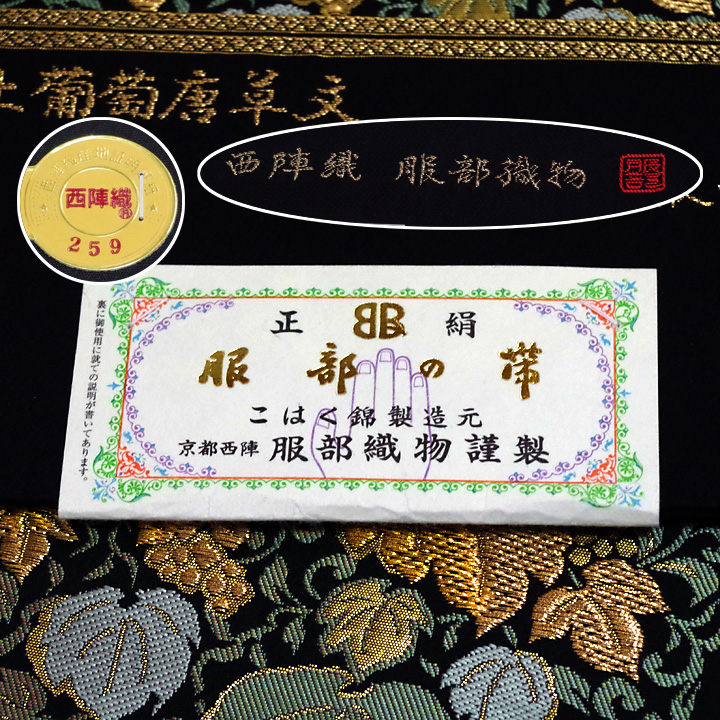 葡萄唐草文
西陣織
259
西陣織 服部織物
正絹
服部の帯
こはく錦製造元
京都西陣 服部織物謹製
裏に御使用に就ての説明が書いてあります。